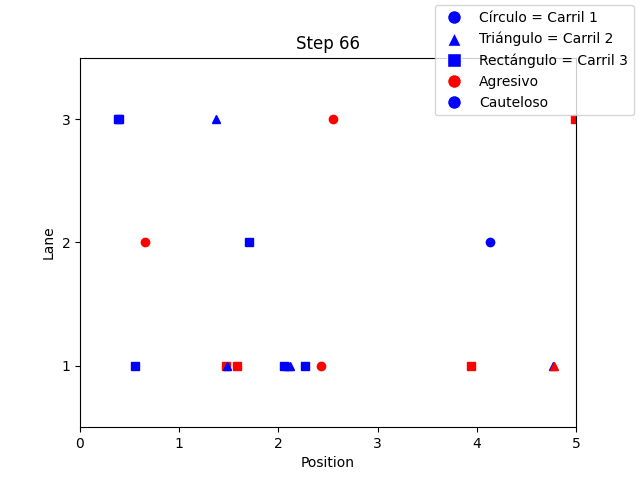 Step 66
Círculo = Carril 1
Triángulo = Carril 2
Rectángulo = Carril 3
Agresivo
Cauteloso
3
2
1
Lane
0 1 2 3 4 5
Position